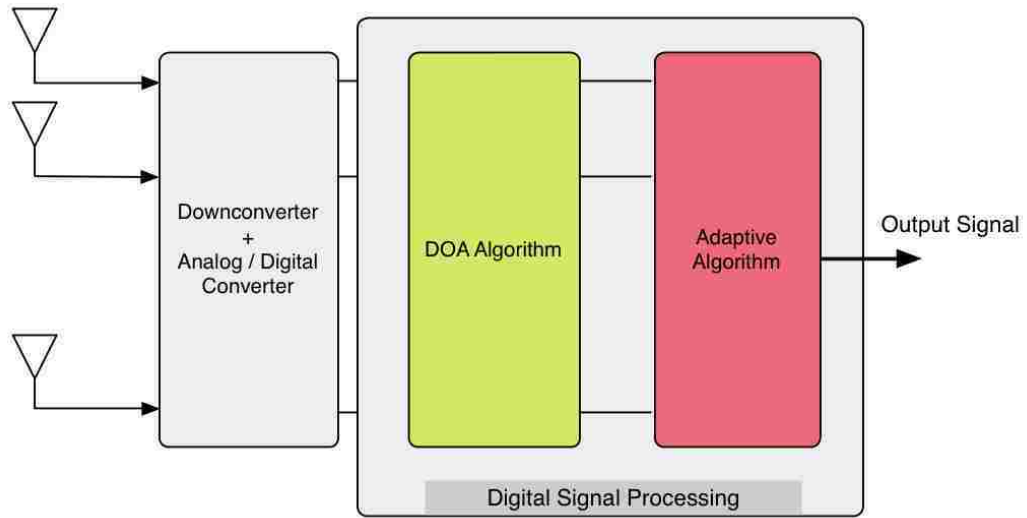 Downconverter
+
Analog / Digital
Converter
DOA Algorithm
Adaptive
Algorithm
Output Signal
Digital Signal Processing